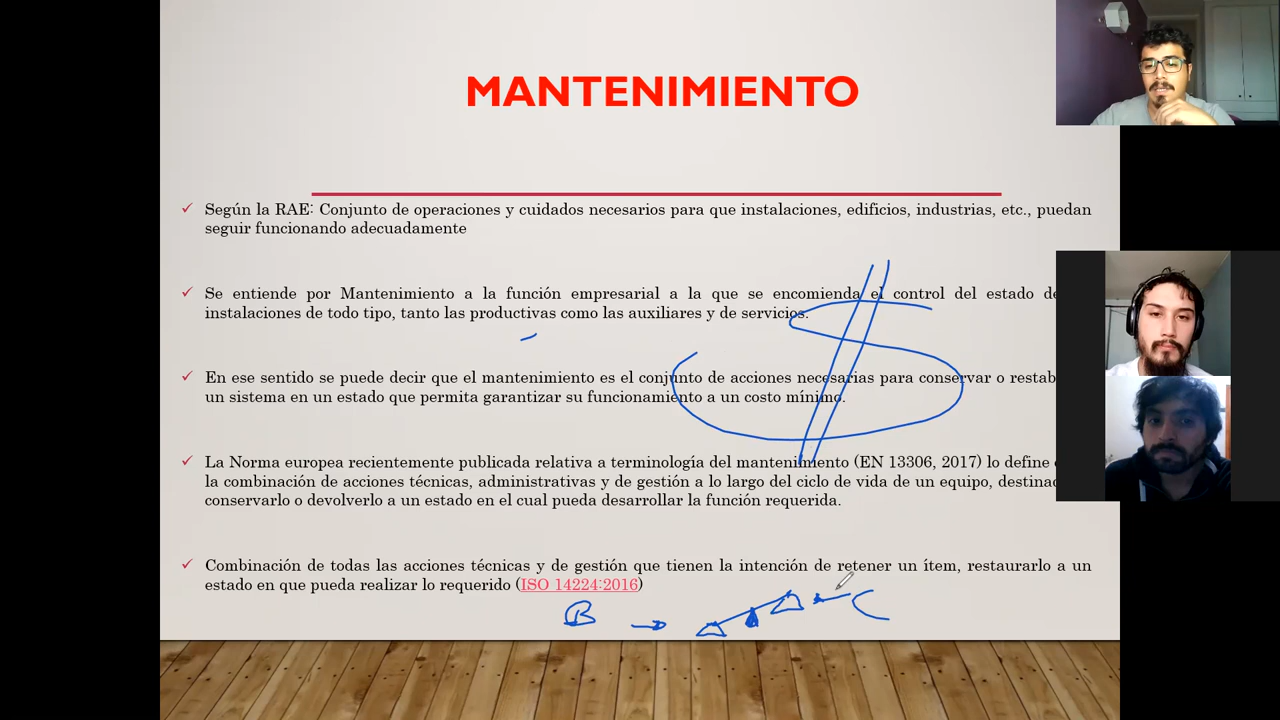 MANTENIMIENTO
Según la RAE: Conjunto de operaciones y cuidados necesarios para que instalaciones, edificios, industrias, etc., puedan
seguir funcionando adecuadamente
Se entiende por Mantenimiento a la función empresarial a la que se encomienda el control del estado de
instalaciones de todo tipo, tanto las productivas como las auxiliares y de servicios.
En ese sentido se puede decir que el mantenimiento es el conjunto de acciones necesarias para conservar o
un sistema en un estado que permita garantizar su funcionamiento a un costo mínimo.
La Norma europea recientemente publicada relativa a terminología del mantenimiento (EN 13306, 2017) lo define
la combinación de acciones técnicas, administrativas y de gestión a lo largo del ciclo de vida de un equipo,
conservarlo o devolverlo a un estado en el cual pueda desarrollar la función requerida.
Combinación de todas las acciones técnicas y de gestión que tienen la intención de retener un ítem, restaurarlo a un
estado en que pueda realizar lo requerido (ISO 14224:2016)
$
B C